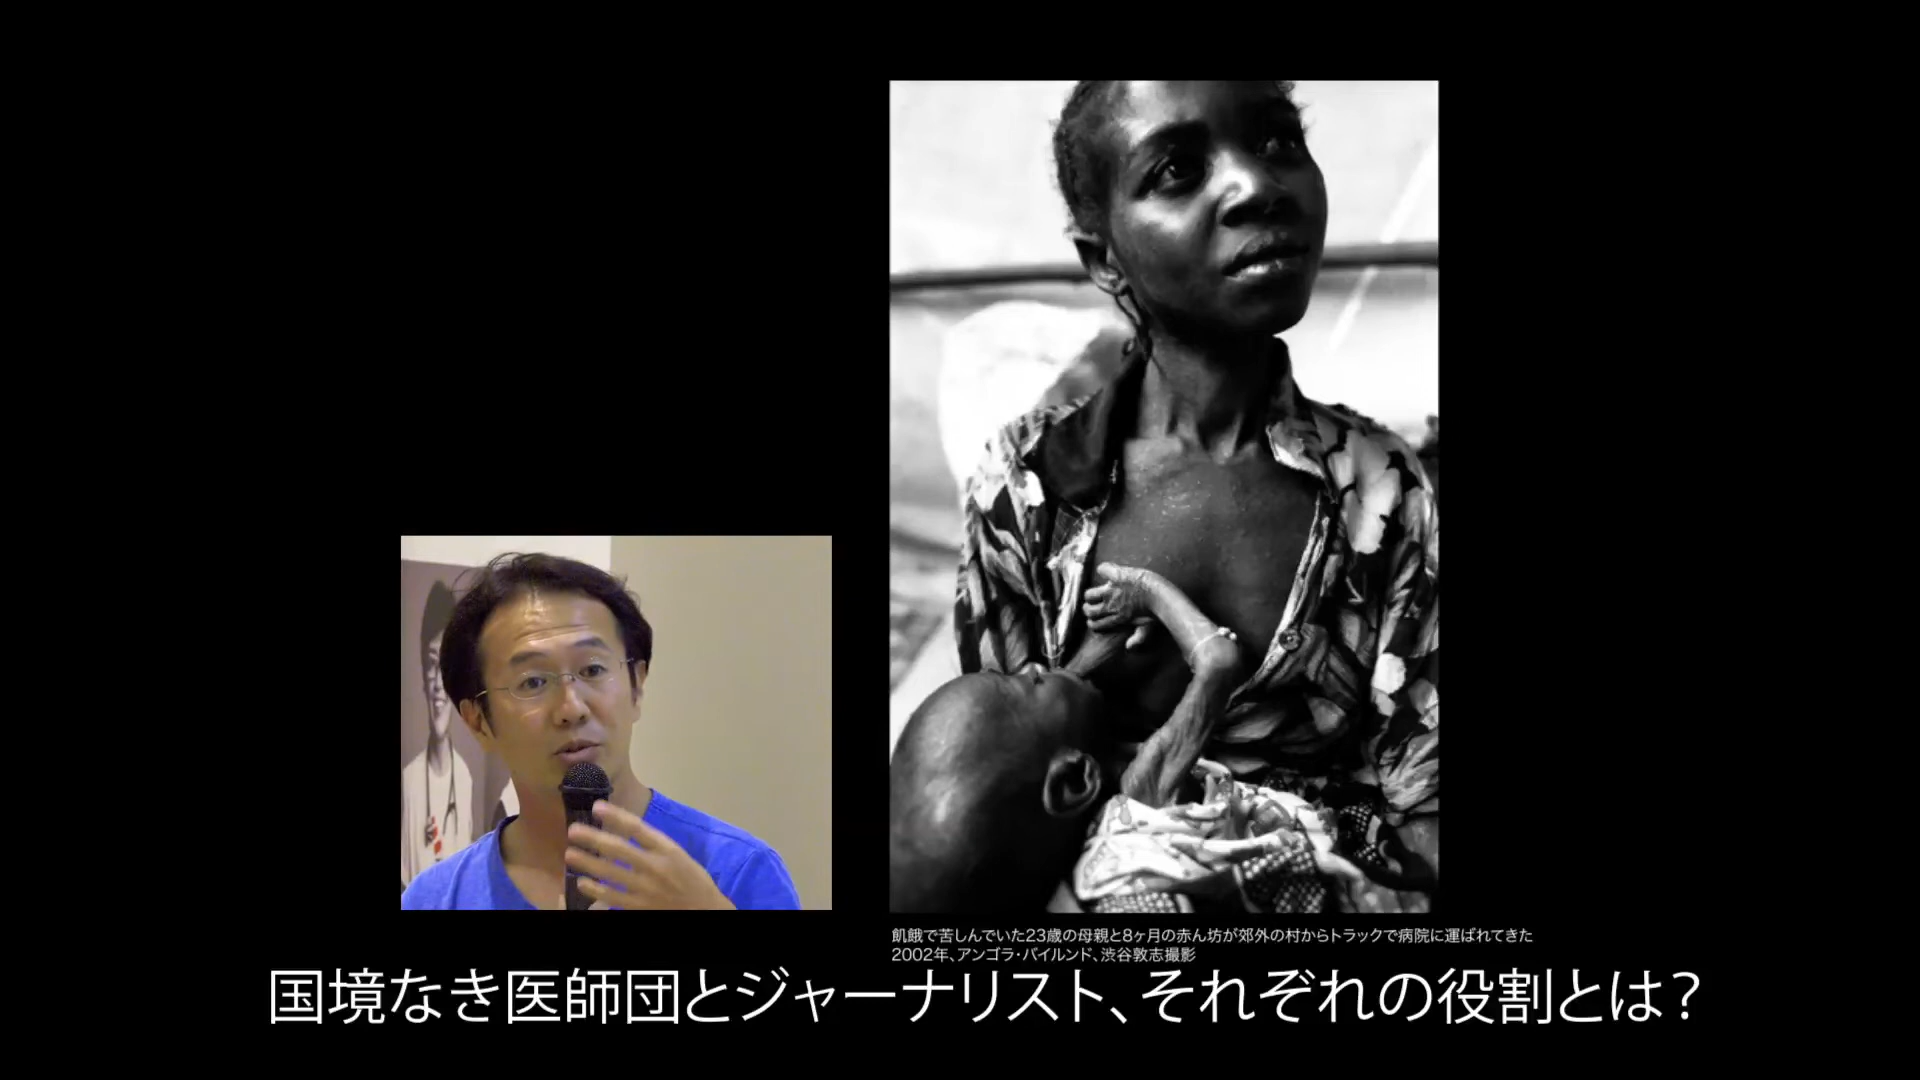 飢餓で苦しんでいた23歳の母親と8ヶ月の赤ん坊が郊外の村からトラックで病院に運ばれてきた
2002年、アンゴラ・バイルンド、渋谷敦志撮影
国境なき医師団とジャーナリスト、それぞれの役割とは?